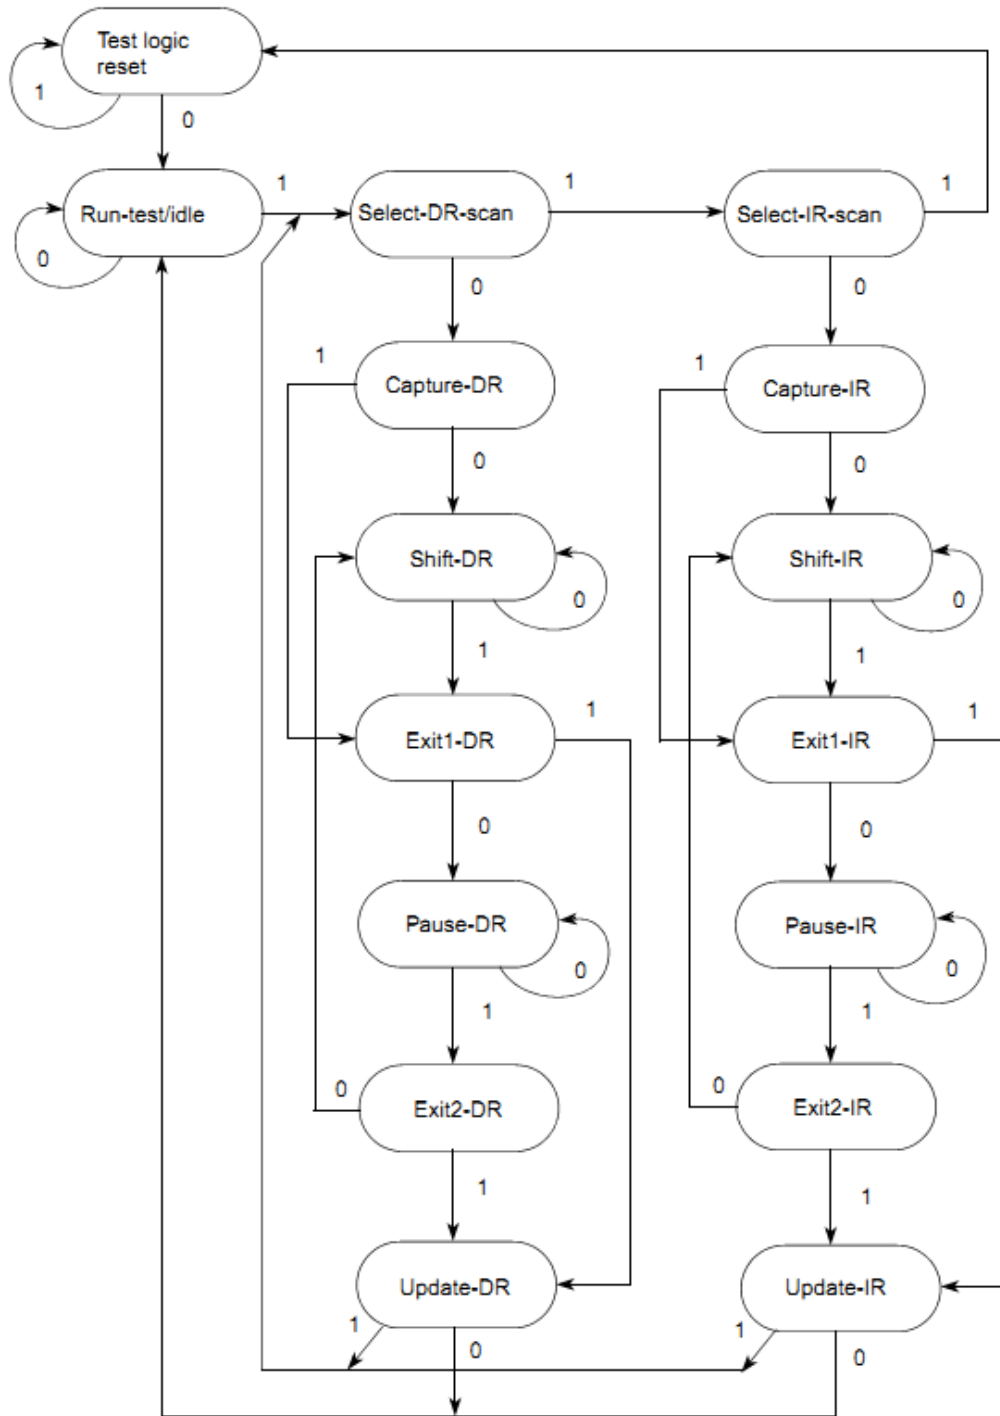 Test logic
reset
1
0
Run-test/idle
1
Select-DR-scan
1
Select-IR-scan
1
0
0
0
1
Capture-DR
1
Capture-IR
0
0
Shift-DR
0
Shift-IR
0
1
1
Exit1-DR
1
Exit1-IR
1
0
0
Pause-DR
0
Pause-IR
0
1
1
0
Exit2-DR
0
Exit2-IR
1
1
Update-DR
Update-IR
1
0
1
0